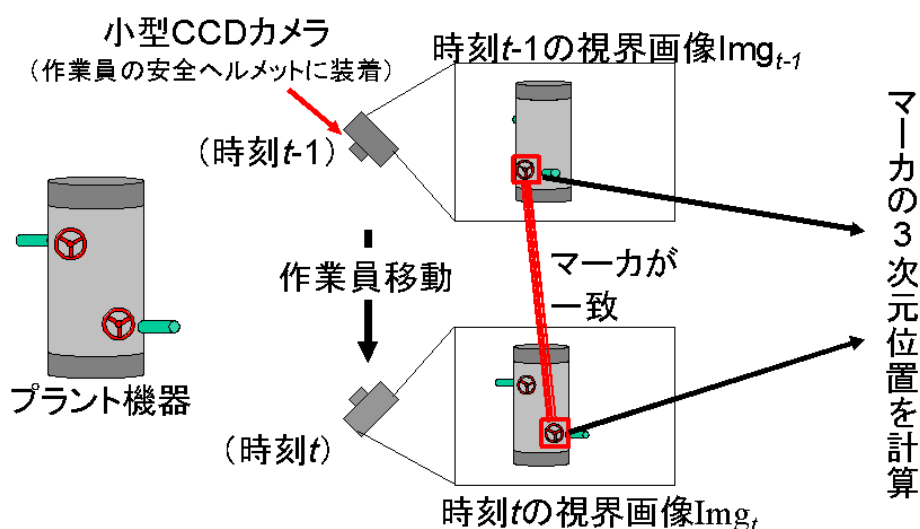 小型CCDカメラ
（作業員の安全ヘルメットに装着）
時刻t-1の視界画像Imgt-1
（時刻t-1）
作業員移動
マーカが
一致
プラント機器
（時刻t）
時刻tの視界画像Imgt
マーカの３次元位置を計算